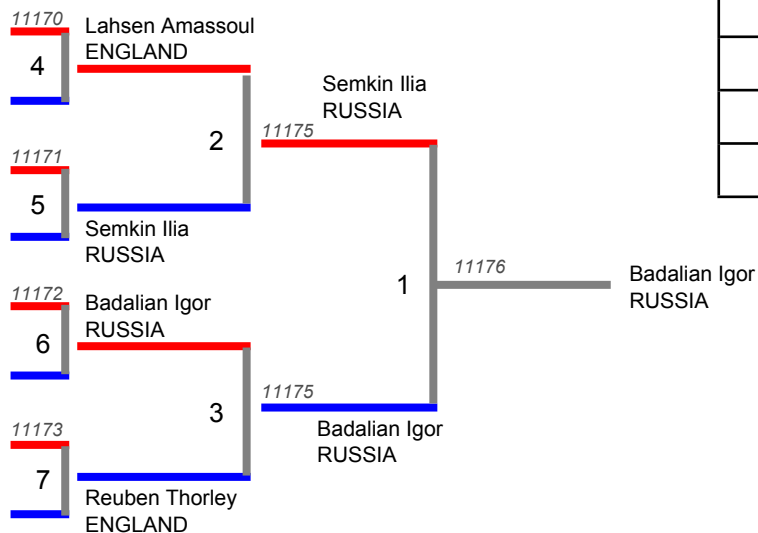 11170
Lahsen Amassoul
ENGLAND
4
Semkin Ilia
RUSSIA
2
11175
11171
5
Semkin Ilia
RUSSIA
11176
1
Badalian Igor
RUSSIA
11172
Badalian Igor
RUSSIA
6
3
11175
Badalian Igor
RUSSIA
11173
7
Reuben Thorley
ENGLAND